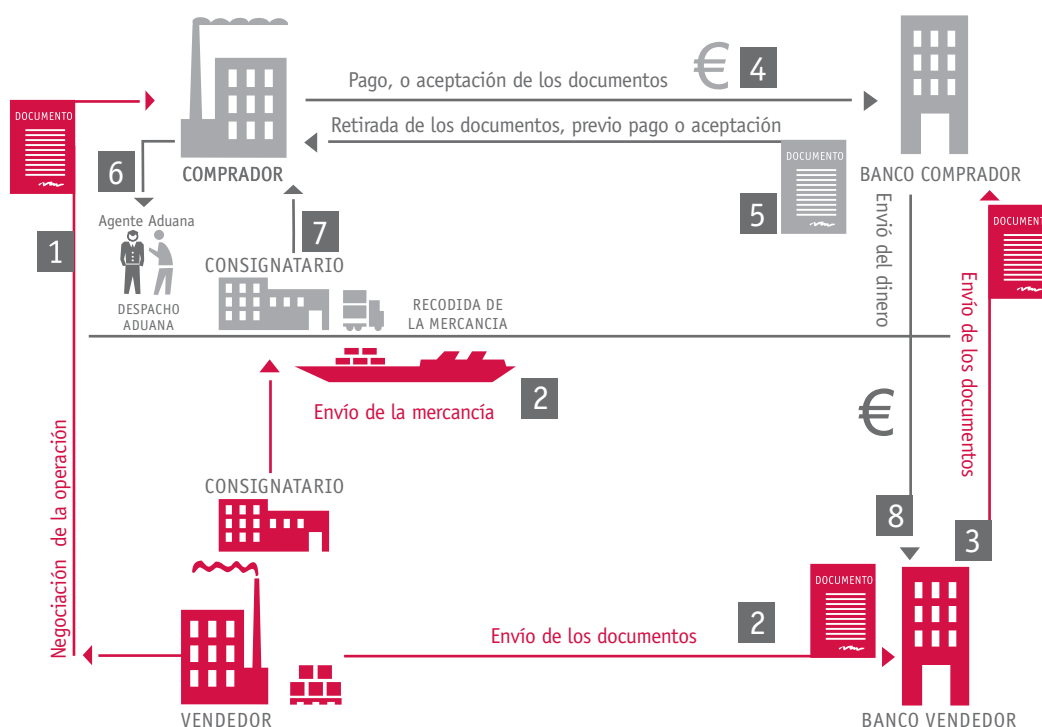 DOCUMENTO
Pago, o aceptación de los documentos
€
4
Retirada de los documentos, previo pago o aceptación
COMPRADOR
DOCUMENTO
5
BANCO COMPRADOR
6
Agente Aduana
DESPACHO
ADUANA
1
7
CONSIGNATARIO
RECODIDA DE
LA MERCANCIA
Envió del dinero
DOCUMENTO
Envío de los documentos
2
Envío de la mercancía
€
Negociación de la operación
CONSIGNATARIO
8
3
DOCUMENTO
Envío de los documentos
2
VENDEDOR
BANCO VENDEDOR